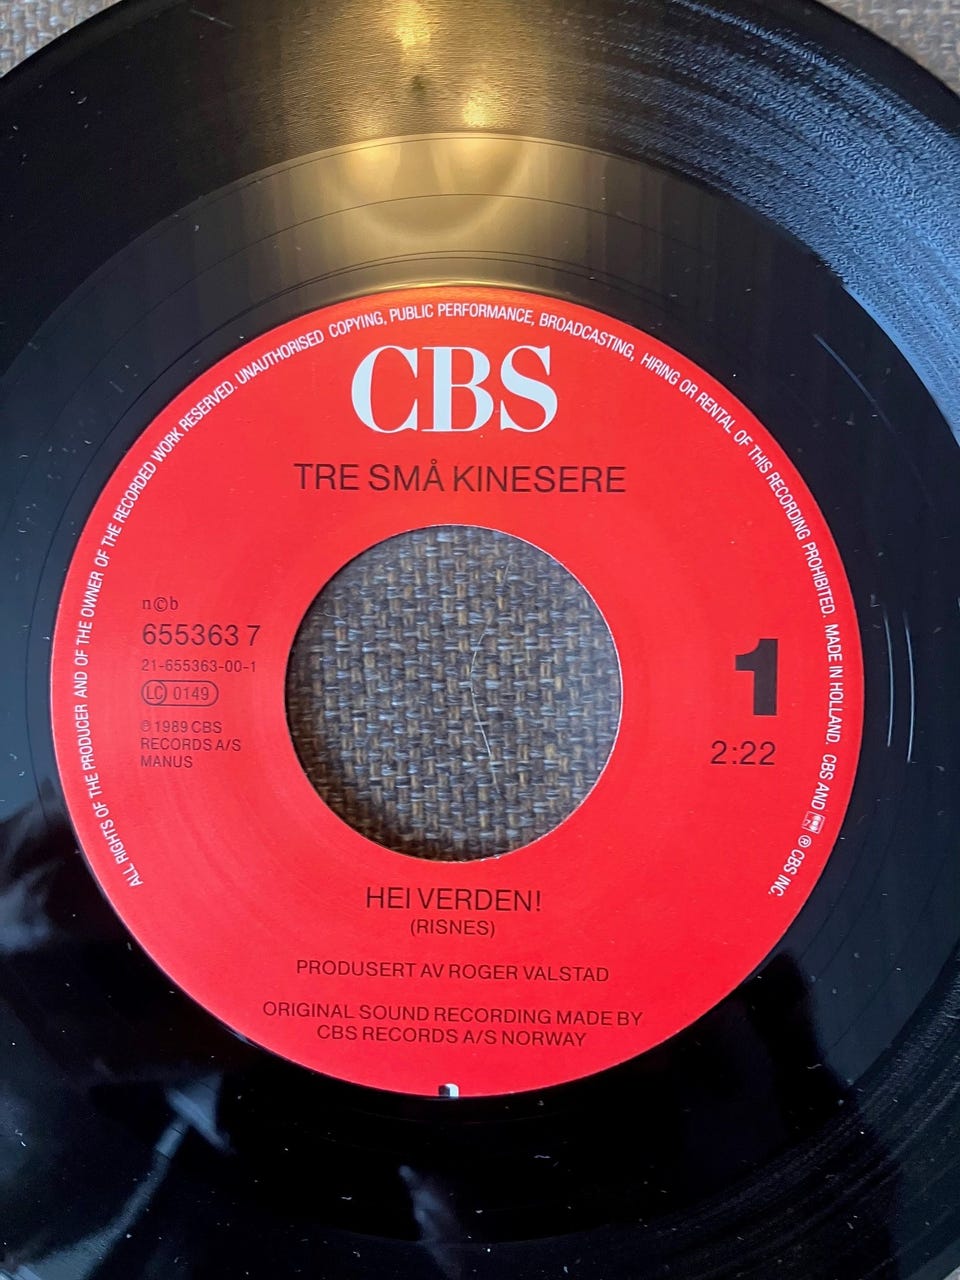 ALL RIGHTS OF THE PRODUCER AND OF THE OWNER OF THE RECORDED WORK RESERVED. UNAUTHORISED COPYING, PUBLIC PERFORMANCE, BROADCASTING, HIRING OR RENTAL OF THIS RECORDING PROHIBITED. MADE IN HOLLAND. CBS AND ® CBS INC.
CBS
TRE SMÅ KINESERE
n©b
655363 7
21-655363-00-1
LC 0149
℗ 1989 CBS
RECORDS A/S
MANUS
1
2:22
HEI VERDEN!
(RISNES)
PRODUSERT AV ROGER VALSTAD
ORIGINAL SOUND RECORDING MADE BY
CBS RECORDS A/S NORWAY